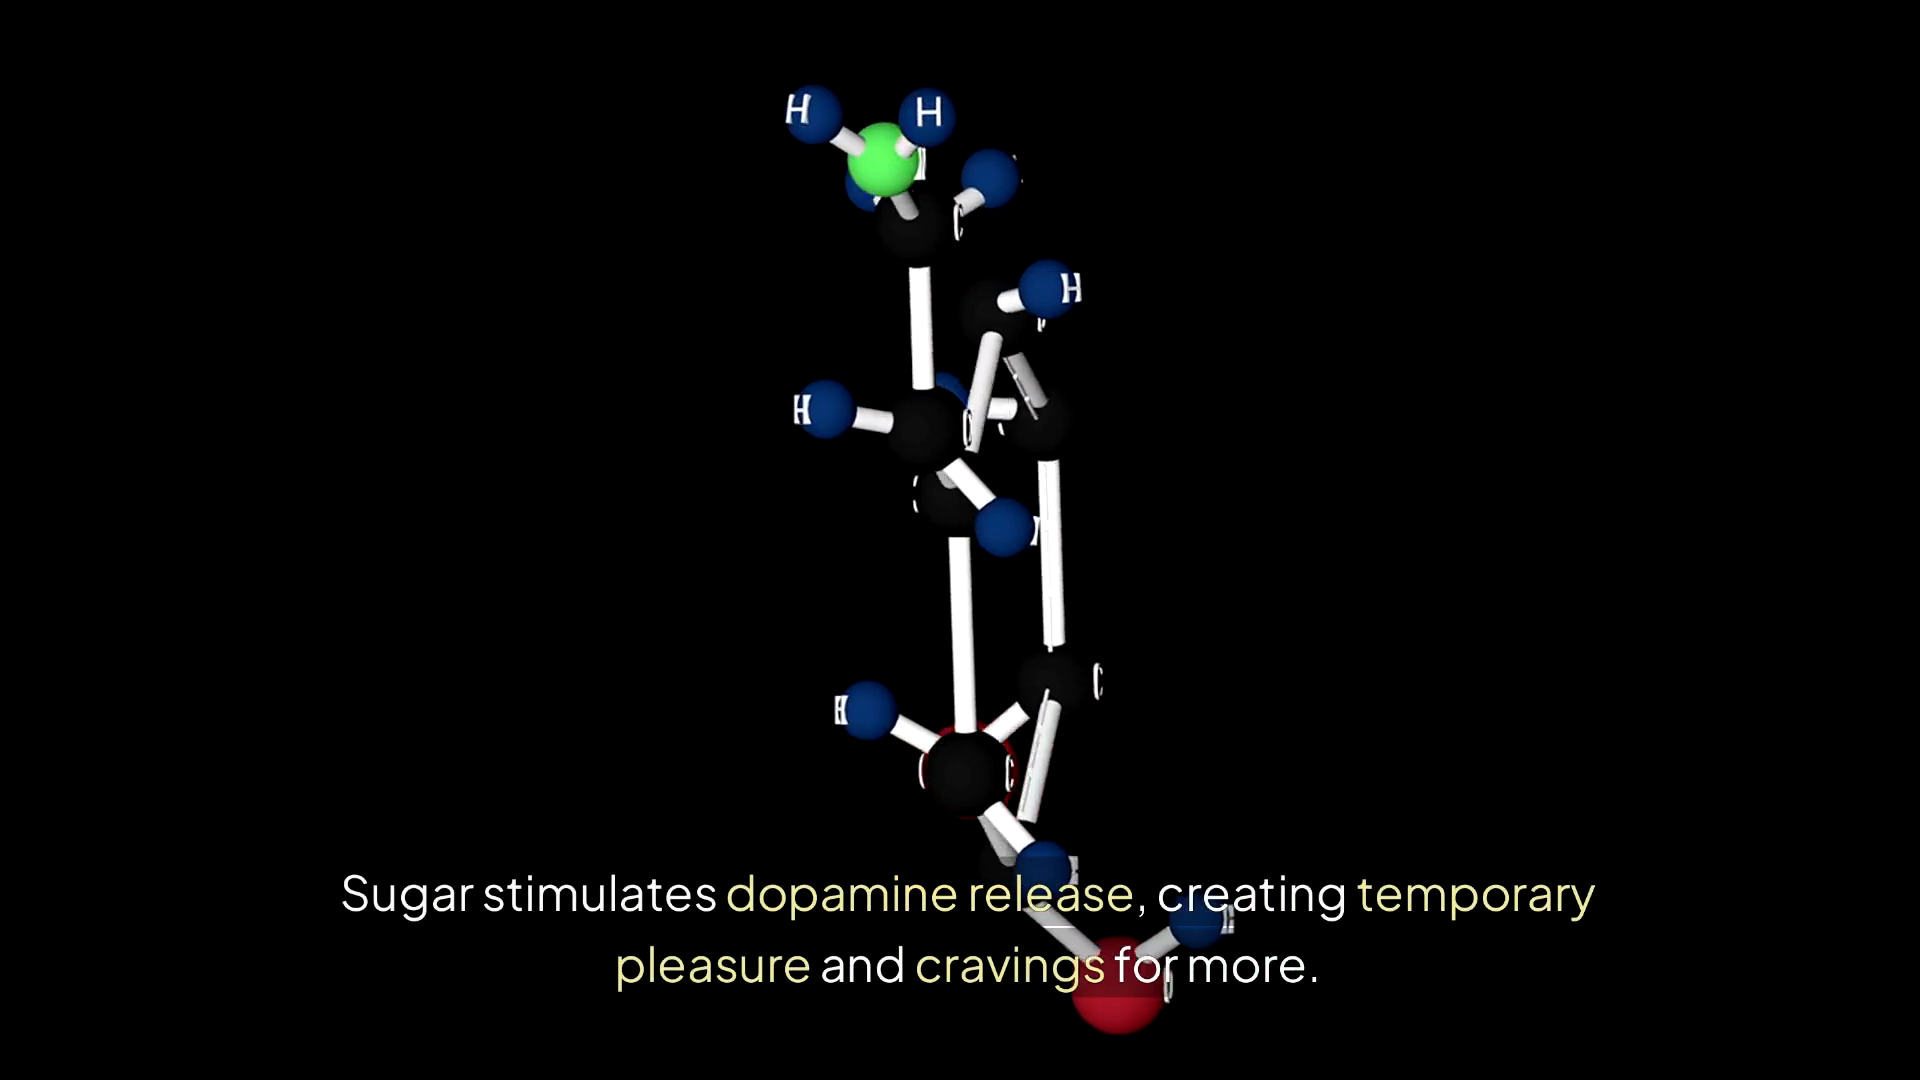 H
H
C
H
H
C
H
C
C
Sugar stimulates dopamine release, creating temporary
pleasure and cravings for more.